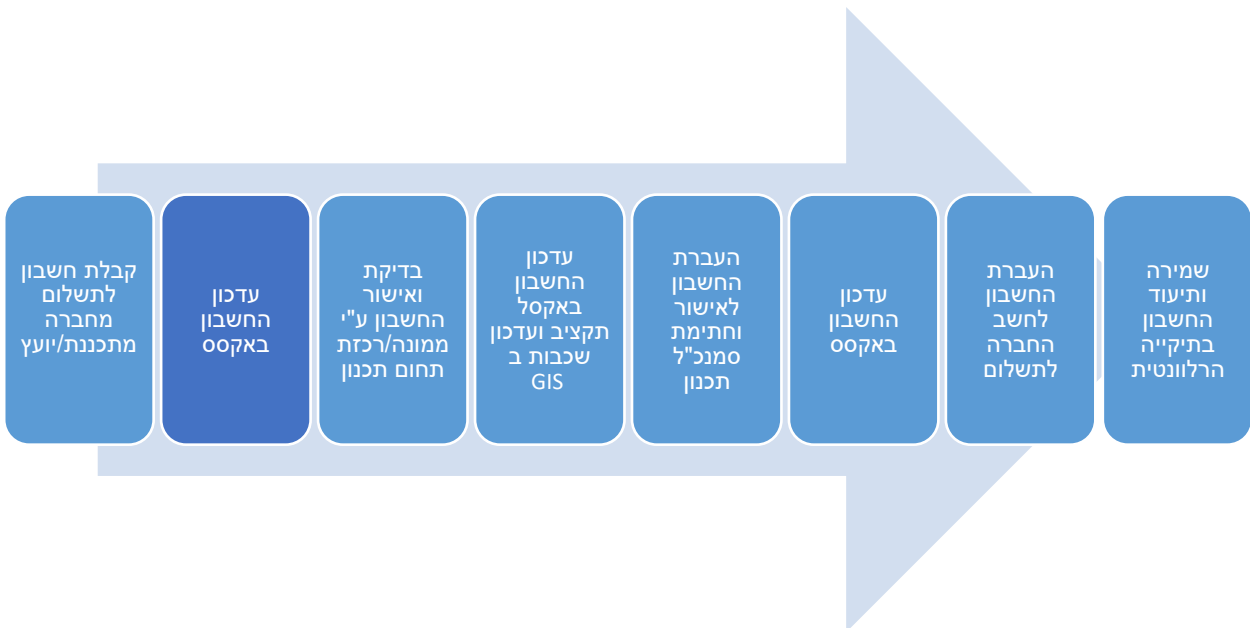 קבלת חשבון
לתשלום
מחברה
מתכננת/יועץ
עדכון
החשבון
באקסס
בדיקת
ואישור
החשבון ע"י
ממונה/רכזת
תחום תכנון
עדכון
החשבון
באקסל
תקציב ועדכון
שכבות ב
GIS
העברת
החשבון
לאישור
וחתימת
סמנכ"ל
תכנון
עדכון
החשבון
באקסס
העברת
החשבון
לחשב
החברה
לתשלום
שמירה
ותיעוד
החשבון
בתיקייה
הרלוונטית